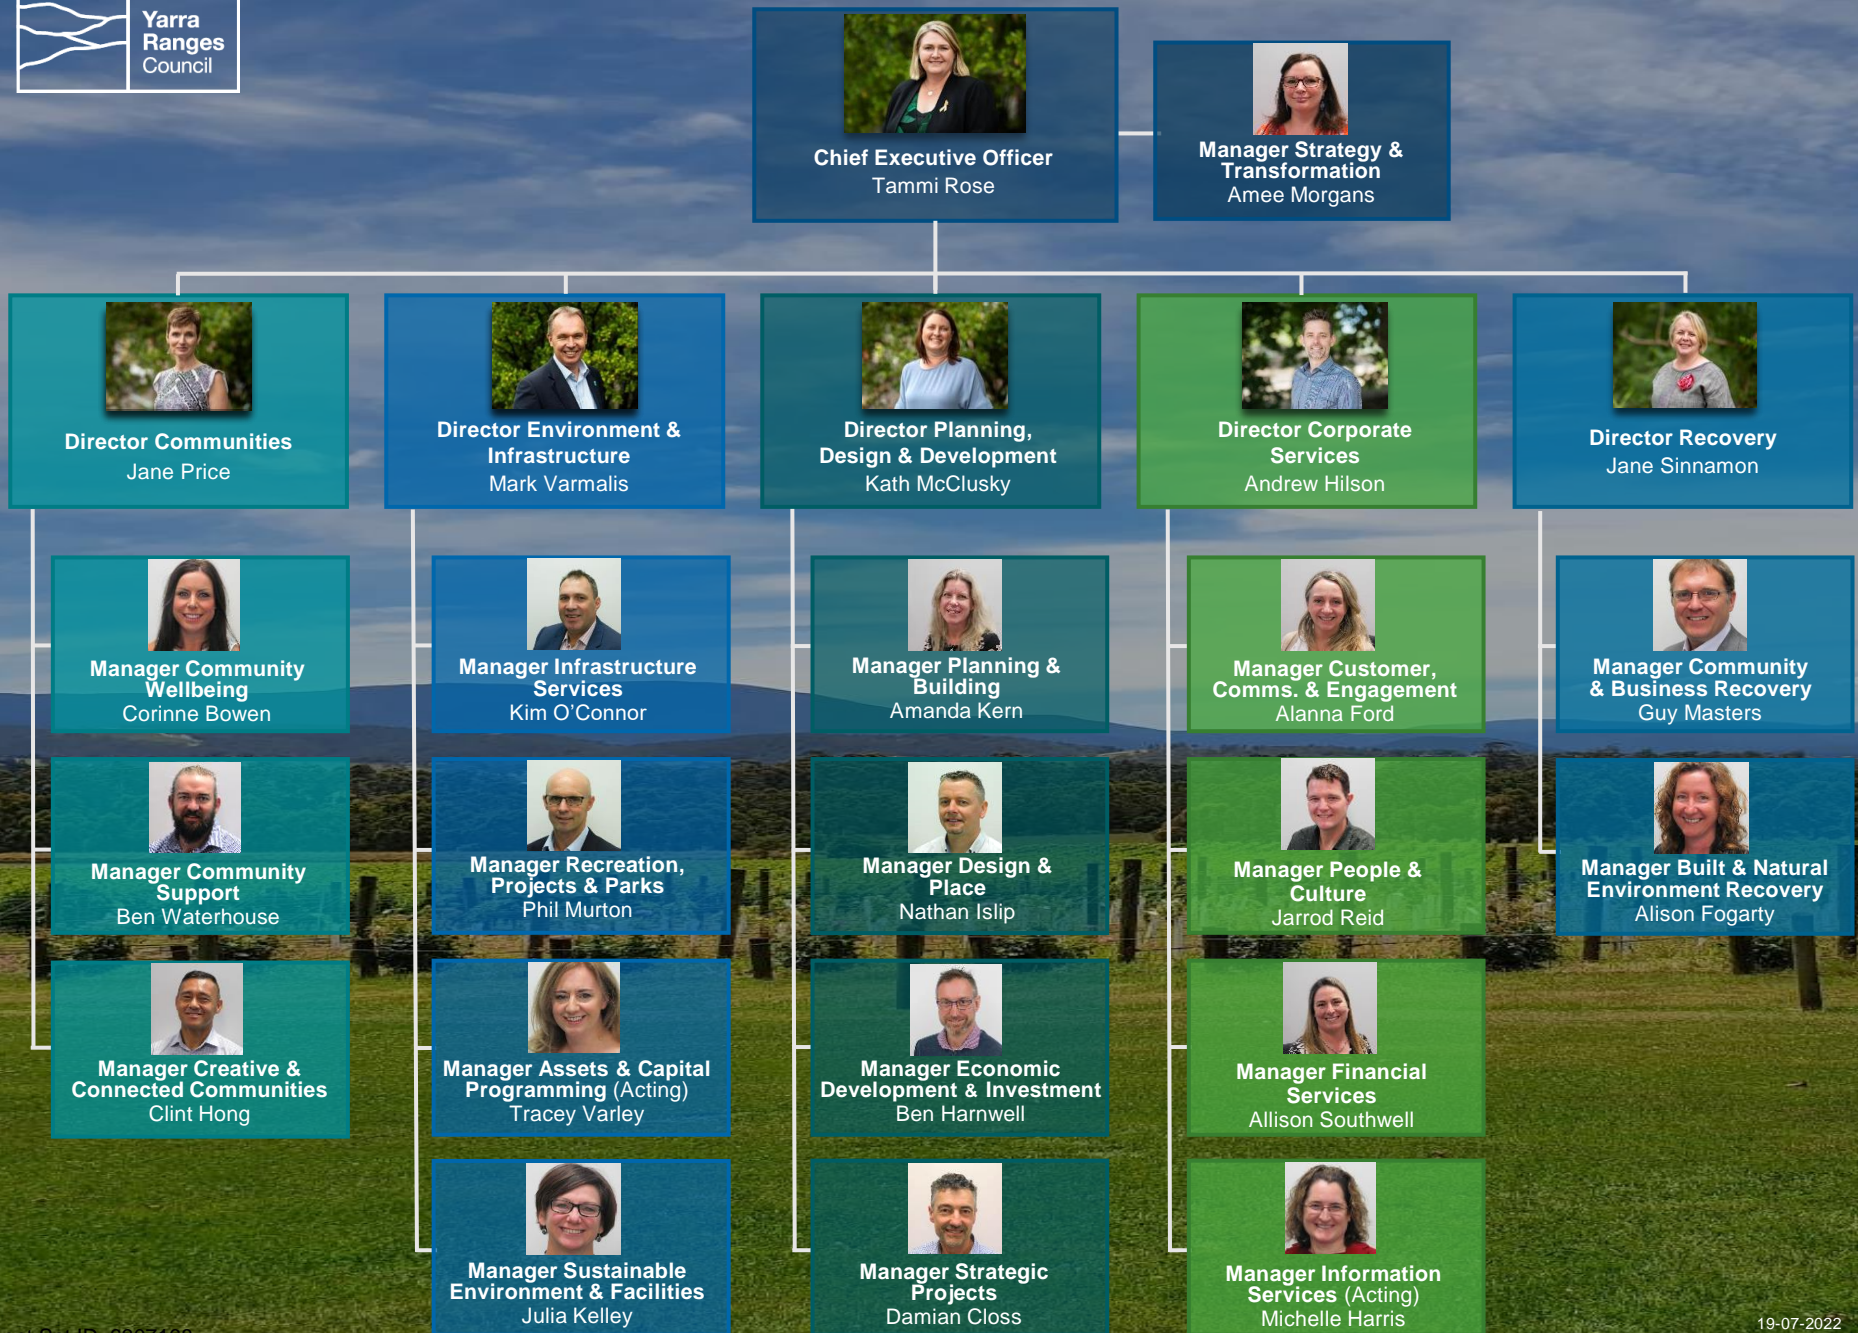 Yarra
Ranges
Council
Chief Executive Officer
Tammi Rose
Manager Strategy &
Transformation
Amee Morgans
Director Communities
Jane Price
Director Environment &
Infrastructure
Mark Varmalis
Director Planning,
Design & Development
Kath McClusky
Director Corporate
Services
Andrew Hilson
Director Recovery
Jane Sinnamon
Manager Community
Wellbeing
Corinne Bowen
Manager Infrastructure
Services
Kim O’Connor
Manager Planning &
Building
Amanda Kern
Manager Customer,
Comms. & Engagement
Alanna Ford
Manager Community
& Business Recovery
Guy Masters
Manager Community
Support
Ben Waterhouse
Manager Recreation,
Projects & Parks
Phil Murton
Manager Design &
Place
Nathan Islip
Manager People &
Culture
Jarrod Reid
Manager Built & Natural
Environment Recovery
Alison Fogarty
Manager Creative &
Connected Communities
Clint Hong
Manager Assets & Capital
Programming (Acting)
Tracey Varley
Manager Economic
Development & Investment
Ben Harnwell
Manager Financial
Services
Allison Southwell
Manager Sustainable
Environment & Facilities
Julia Kelley
Manager Strategic
Projects
Damian Closs
Manager Information
Services (Acting)
Michelle Harris
19-07-2022